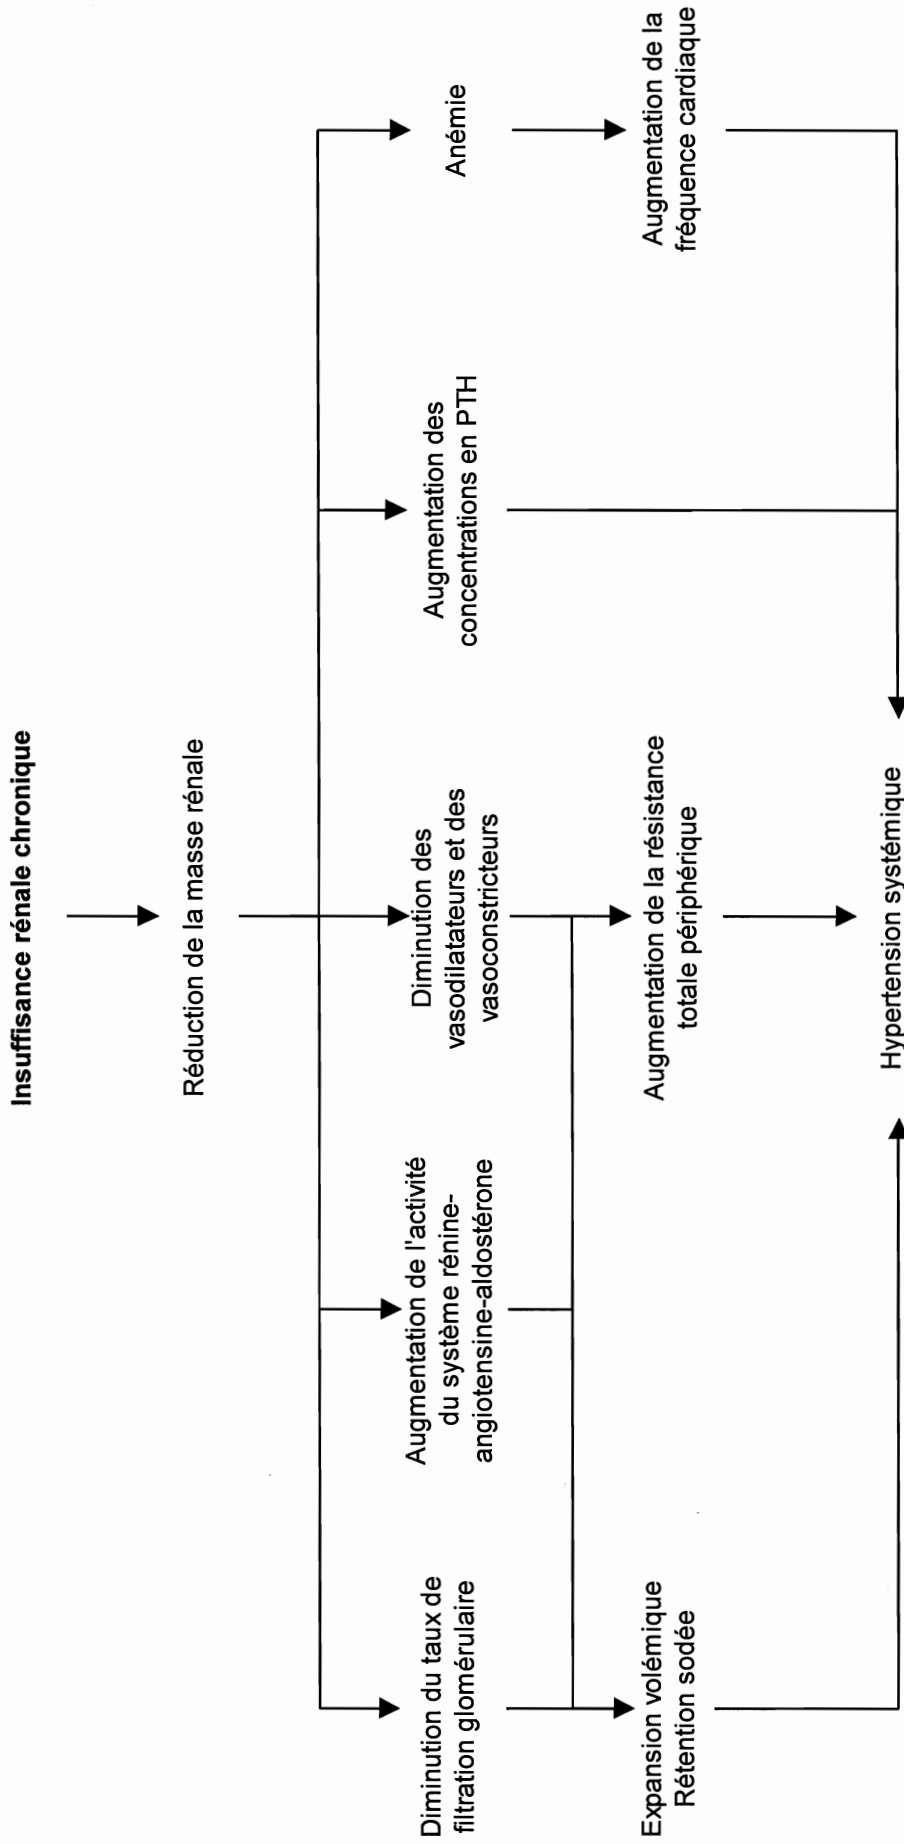 Insuffisance rénale chronique
Réduction de la masse rénale
Diminution du taux de
filtration glomérulaire
Augmentation de l'activité
du système rénine-
angiotensine-aldostérone
Diminution des
vasodilatateurs et des
vasoconstricteurs
Augmentation des
concentrations en PTH
Anémie
Expansion volémique
Rétention sodée
Augmentation de la résistance
totale périphérique
Augmentation de la
fréquence cardiaque
Hypertension systémique